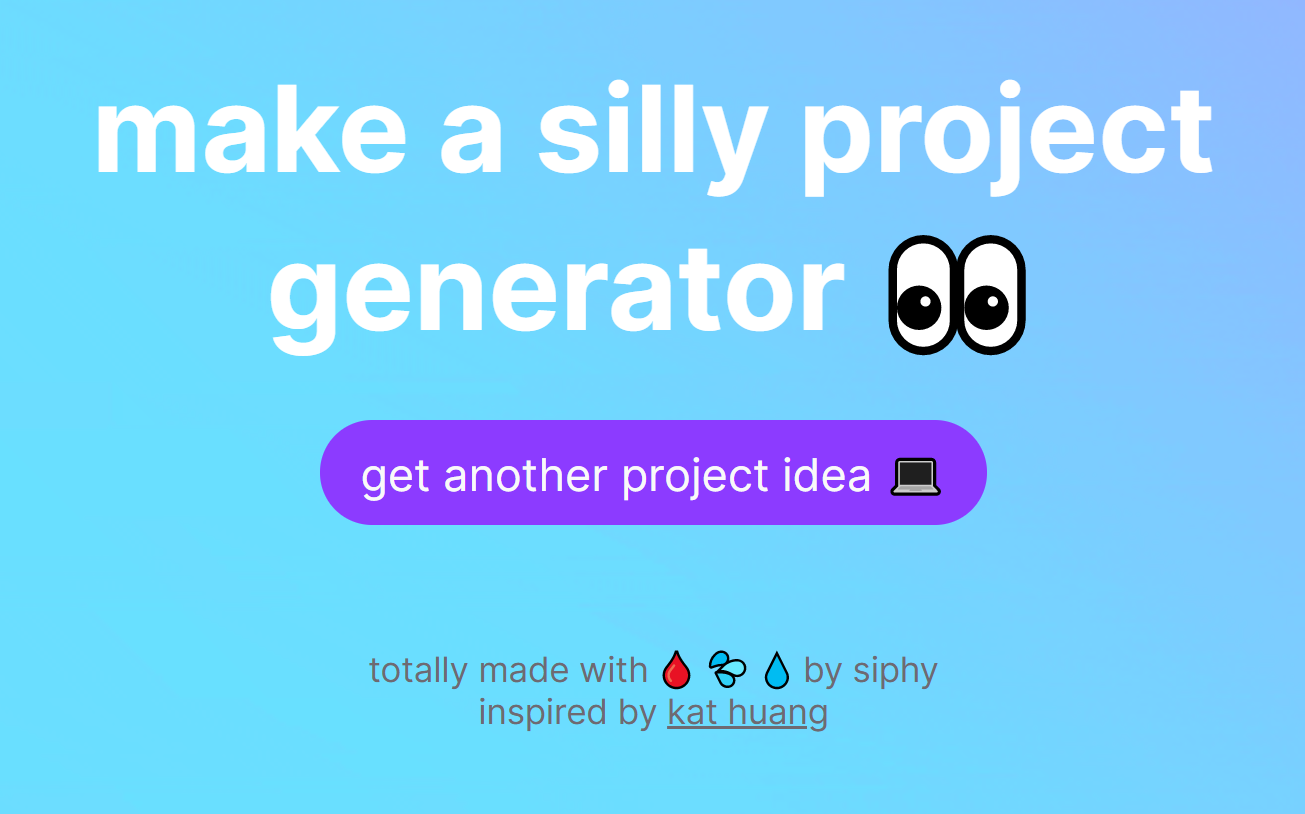 make a silly project
generator 👀
get another project idea 💻
totally made with 🩸 💦 💧 by siphy
inspired by kat huang